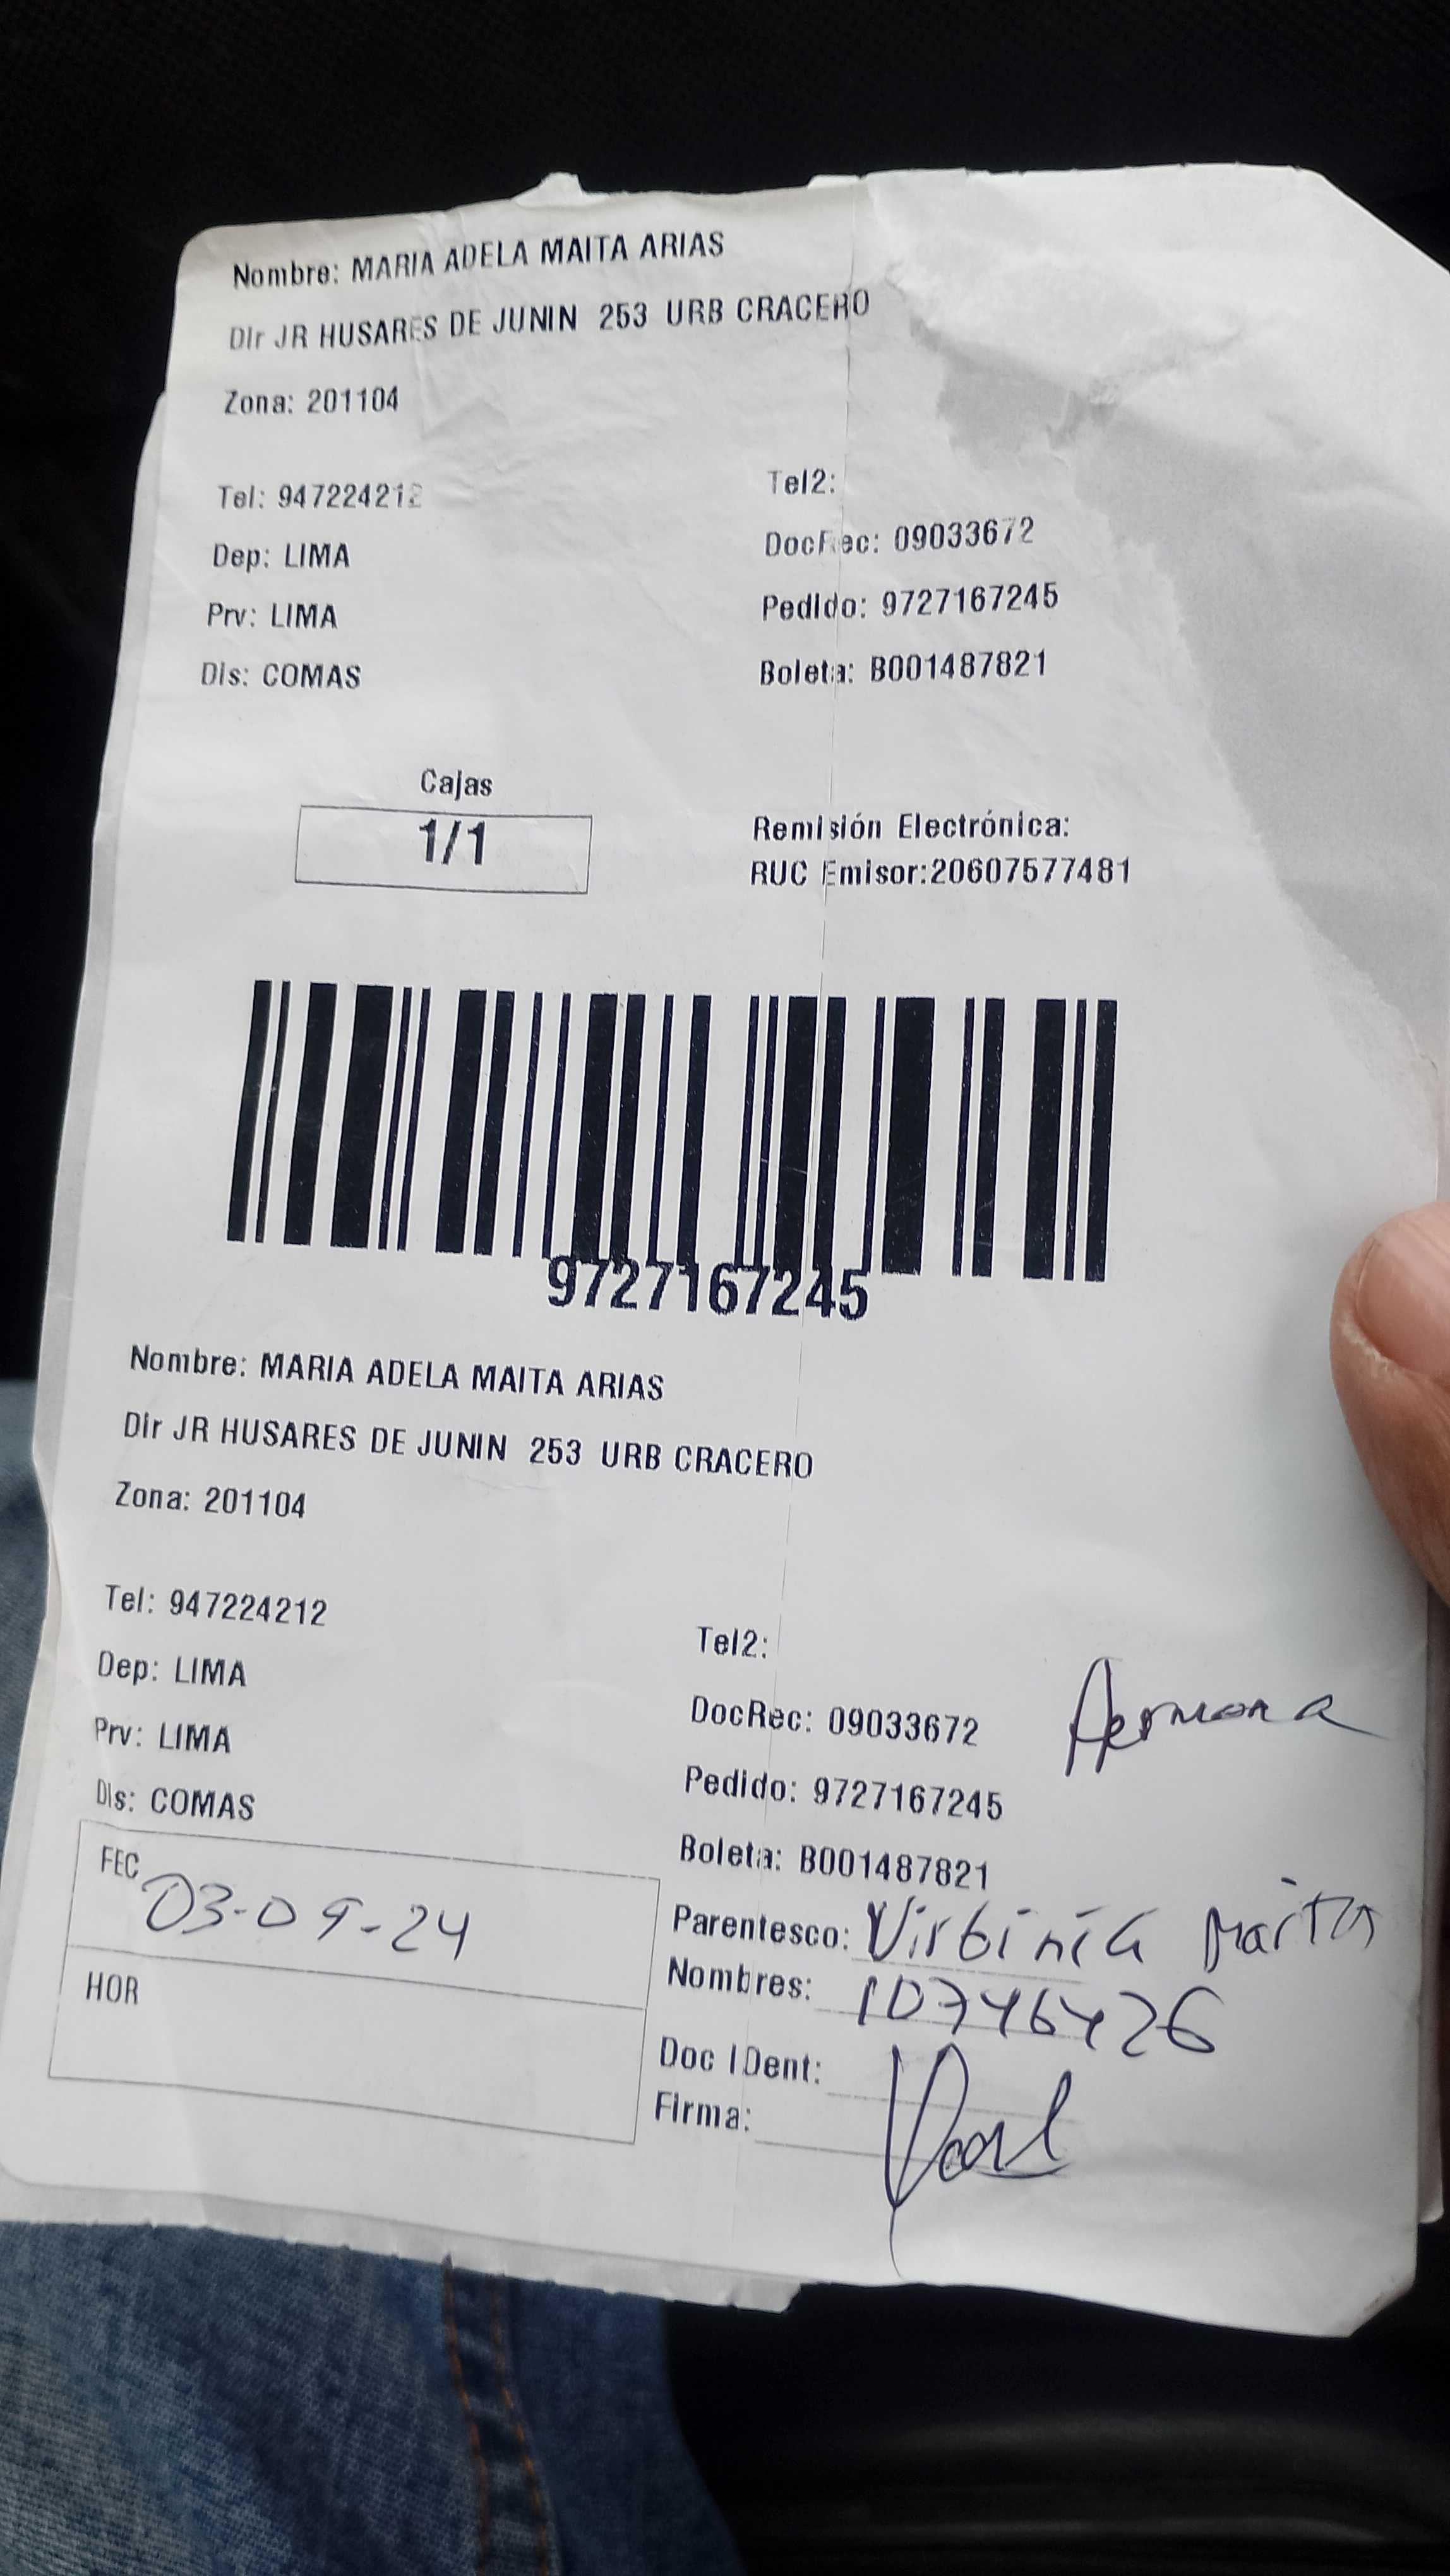 Nombre: MARIA ADELA MAITA ARIAS
Dir JR HUSARES DE JUNIN 253 URB CRACERO
Zona: 201104
Tel: 947224212
Tel2:
Dep: LIMA
DocRec: 09033672
Prv: LIMA
Pedido: 9727167245
Dis: COMAS
Boleta: B001487821
Cajas
1/1
Remisión Electrónica:
RUC Emisor:20607577481
9727167245
Nombre: MARIA ADELA MAITA ARIAS
Dir JR HUSARES DE JUNIN 253 URB CRACERO
Zona: 201104
Tel: 947224212
Tel2:
Dep: LIMA
DocRec: 09033672
Hermana
Prv: LIMA
Pedido: 9727167245
Dis: COMAS
Boleta: B001487821
FEC 03-09-24
Parentesco: Virbinia Maita
Nombres: 10746426
HOR
Doc IDent:
Firma: